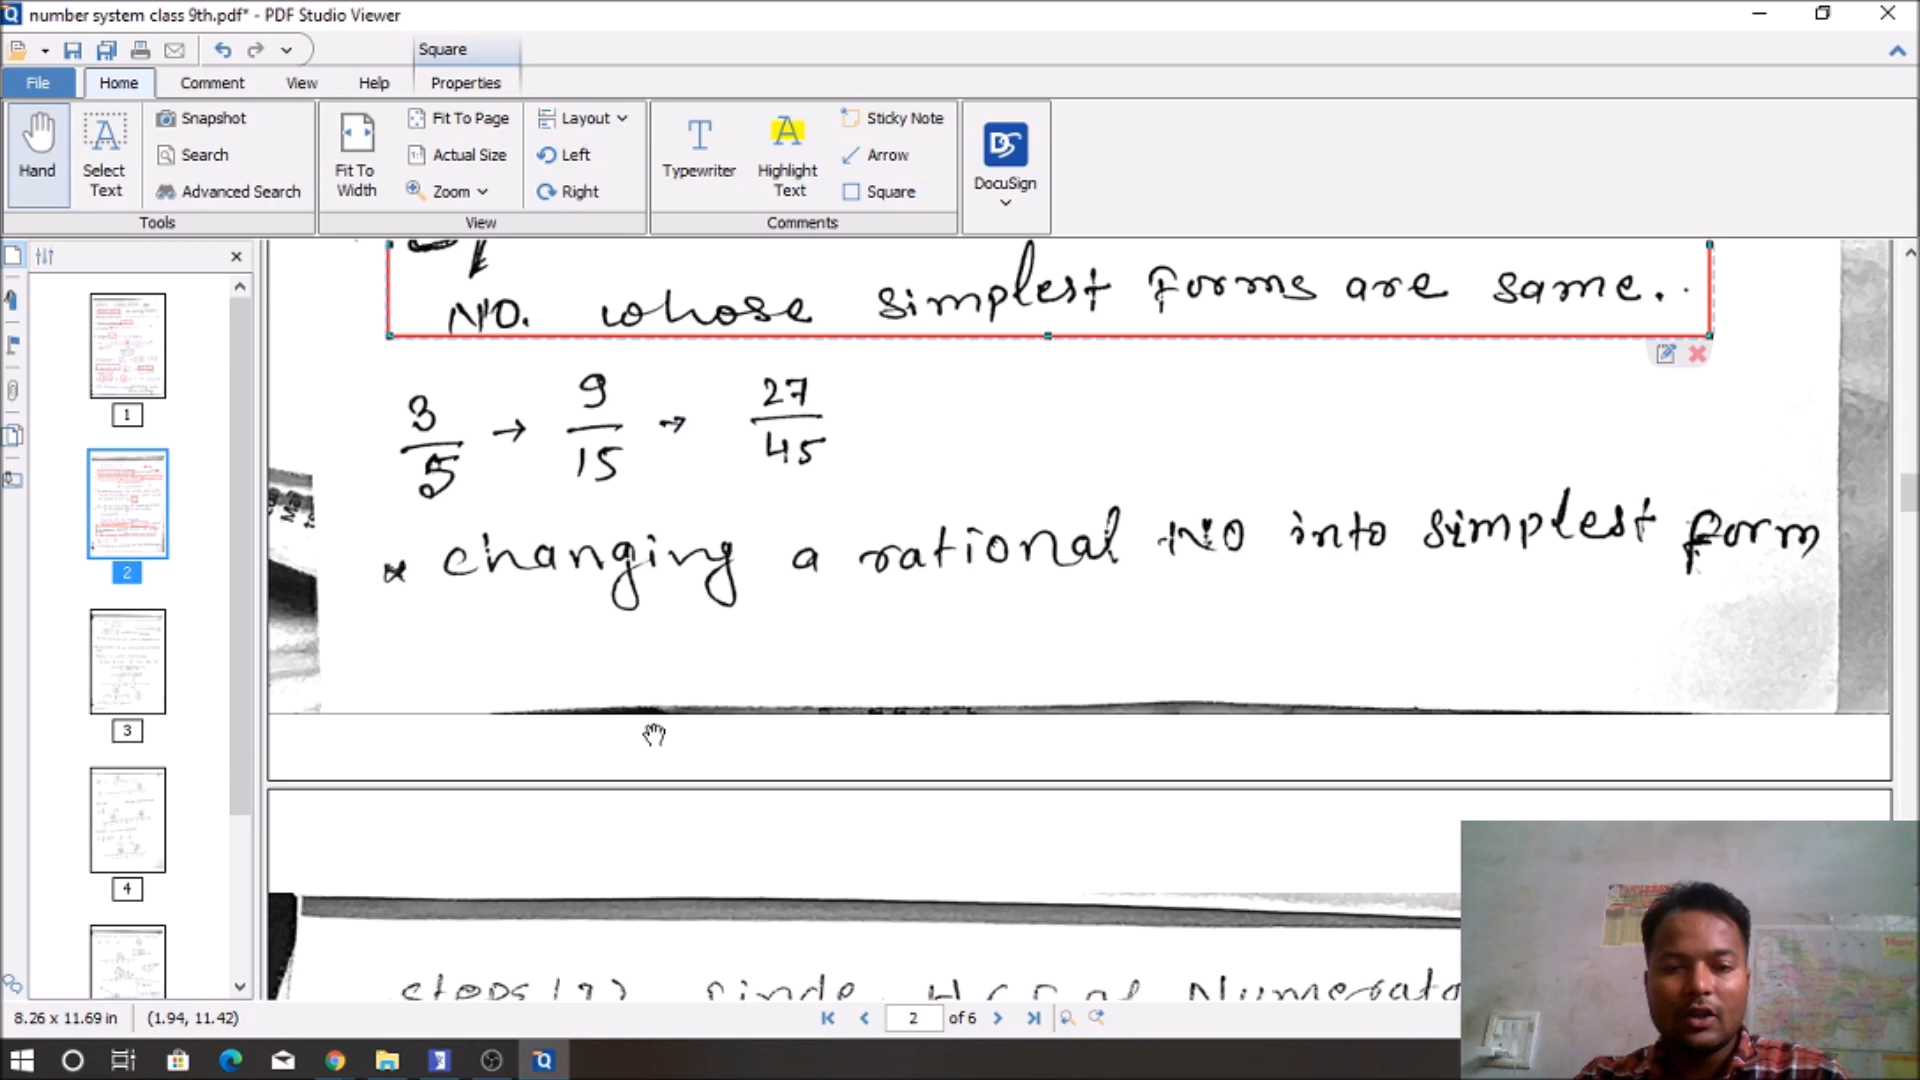 number system class 9th.pdf* - PDF Studio Viewer
Square
File Home Comment View Help Properties
Hand
Select Text
Snapshot
Search
Advanced Search
Tools
Fit To Width
Fit To Page
Actual Size
Zoom
Layout
Left
Right
View
Typewriter
Highlight Text
Sticky Note
Arrow
Square
Comments
DocuSign
NO. whose simplest forms are same.
3/5 → 9/15 → 27/45
* changing a rational NO into simplest form
1
2
3
4
8.26 x 11.69 in (1.94, 11.42)
2 of 6